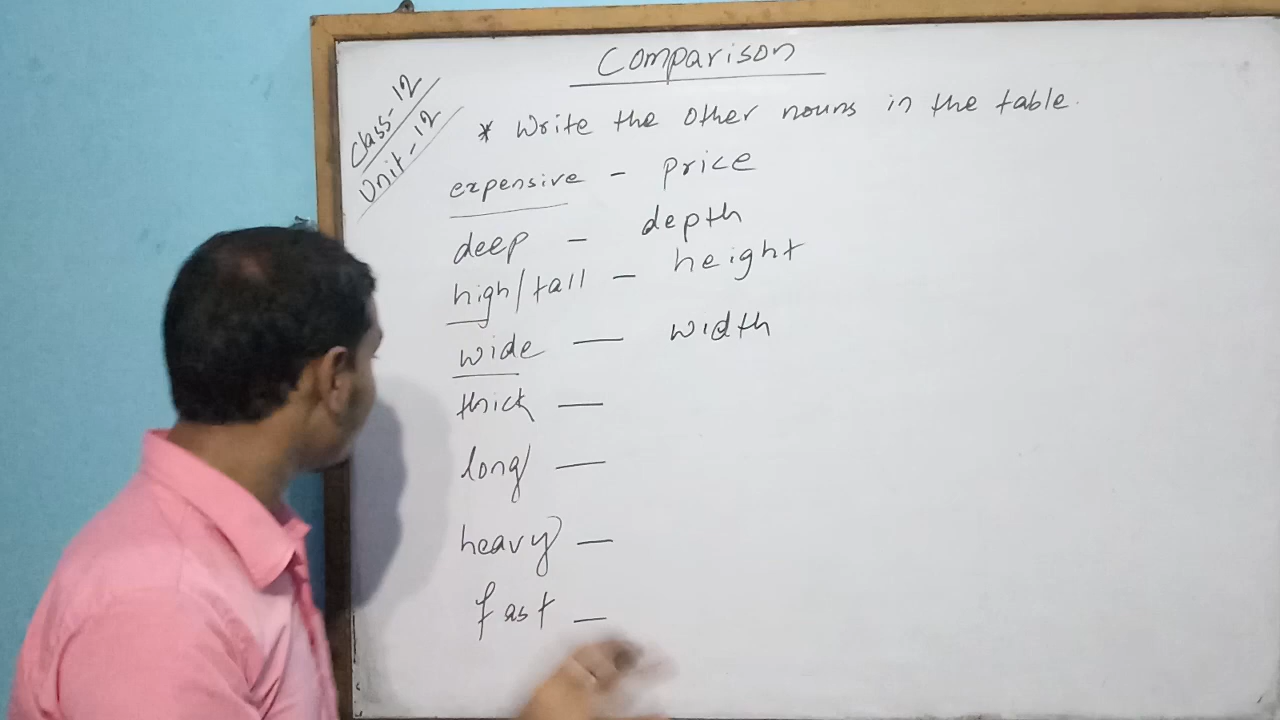 Comparison
Class-12
Unit-12
* Write the other nouns in the table.
expensive - price
deep - depth
high/tall - height
wide — width
thick —
long —
heavy —
fast —